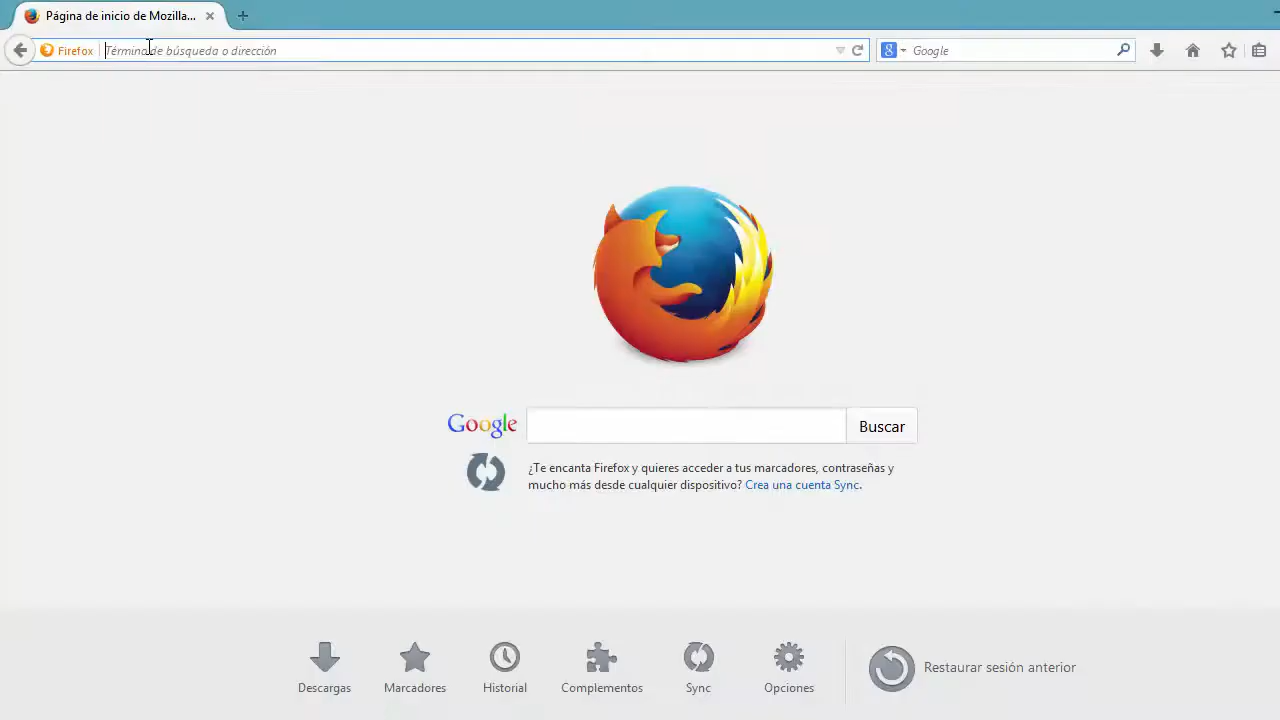 Página de inicio de Mozilla...
Firefox
Término de búsqueda o dirección
Google
Google
Buscar
¿Te encanta Firefox y quieres acceder a tus marcadores, contraseñas y
mucho más desde cualquier dispositivo? Crea una cuenta Sync.
Descargas
Marcadores
Historial
Complementos
Sync
Opciones
Restaurar sesión anterior